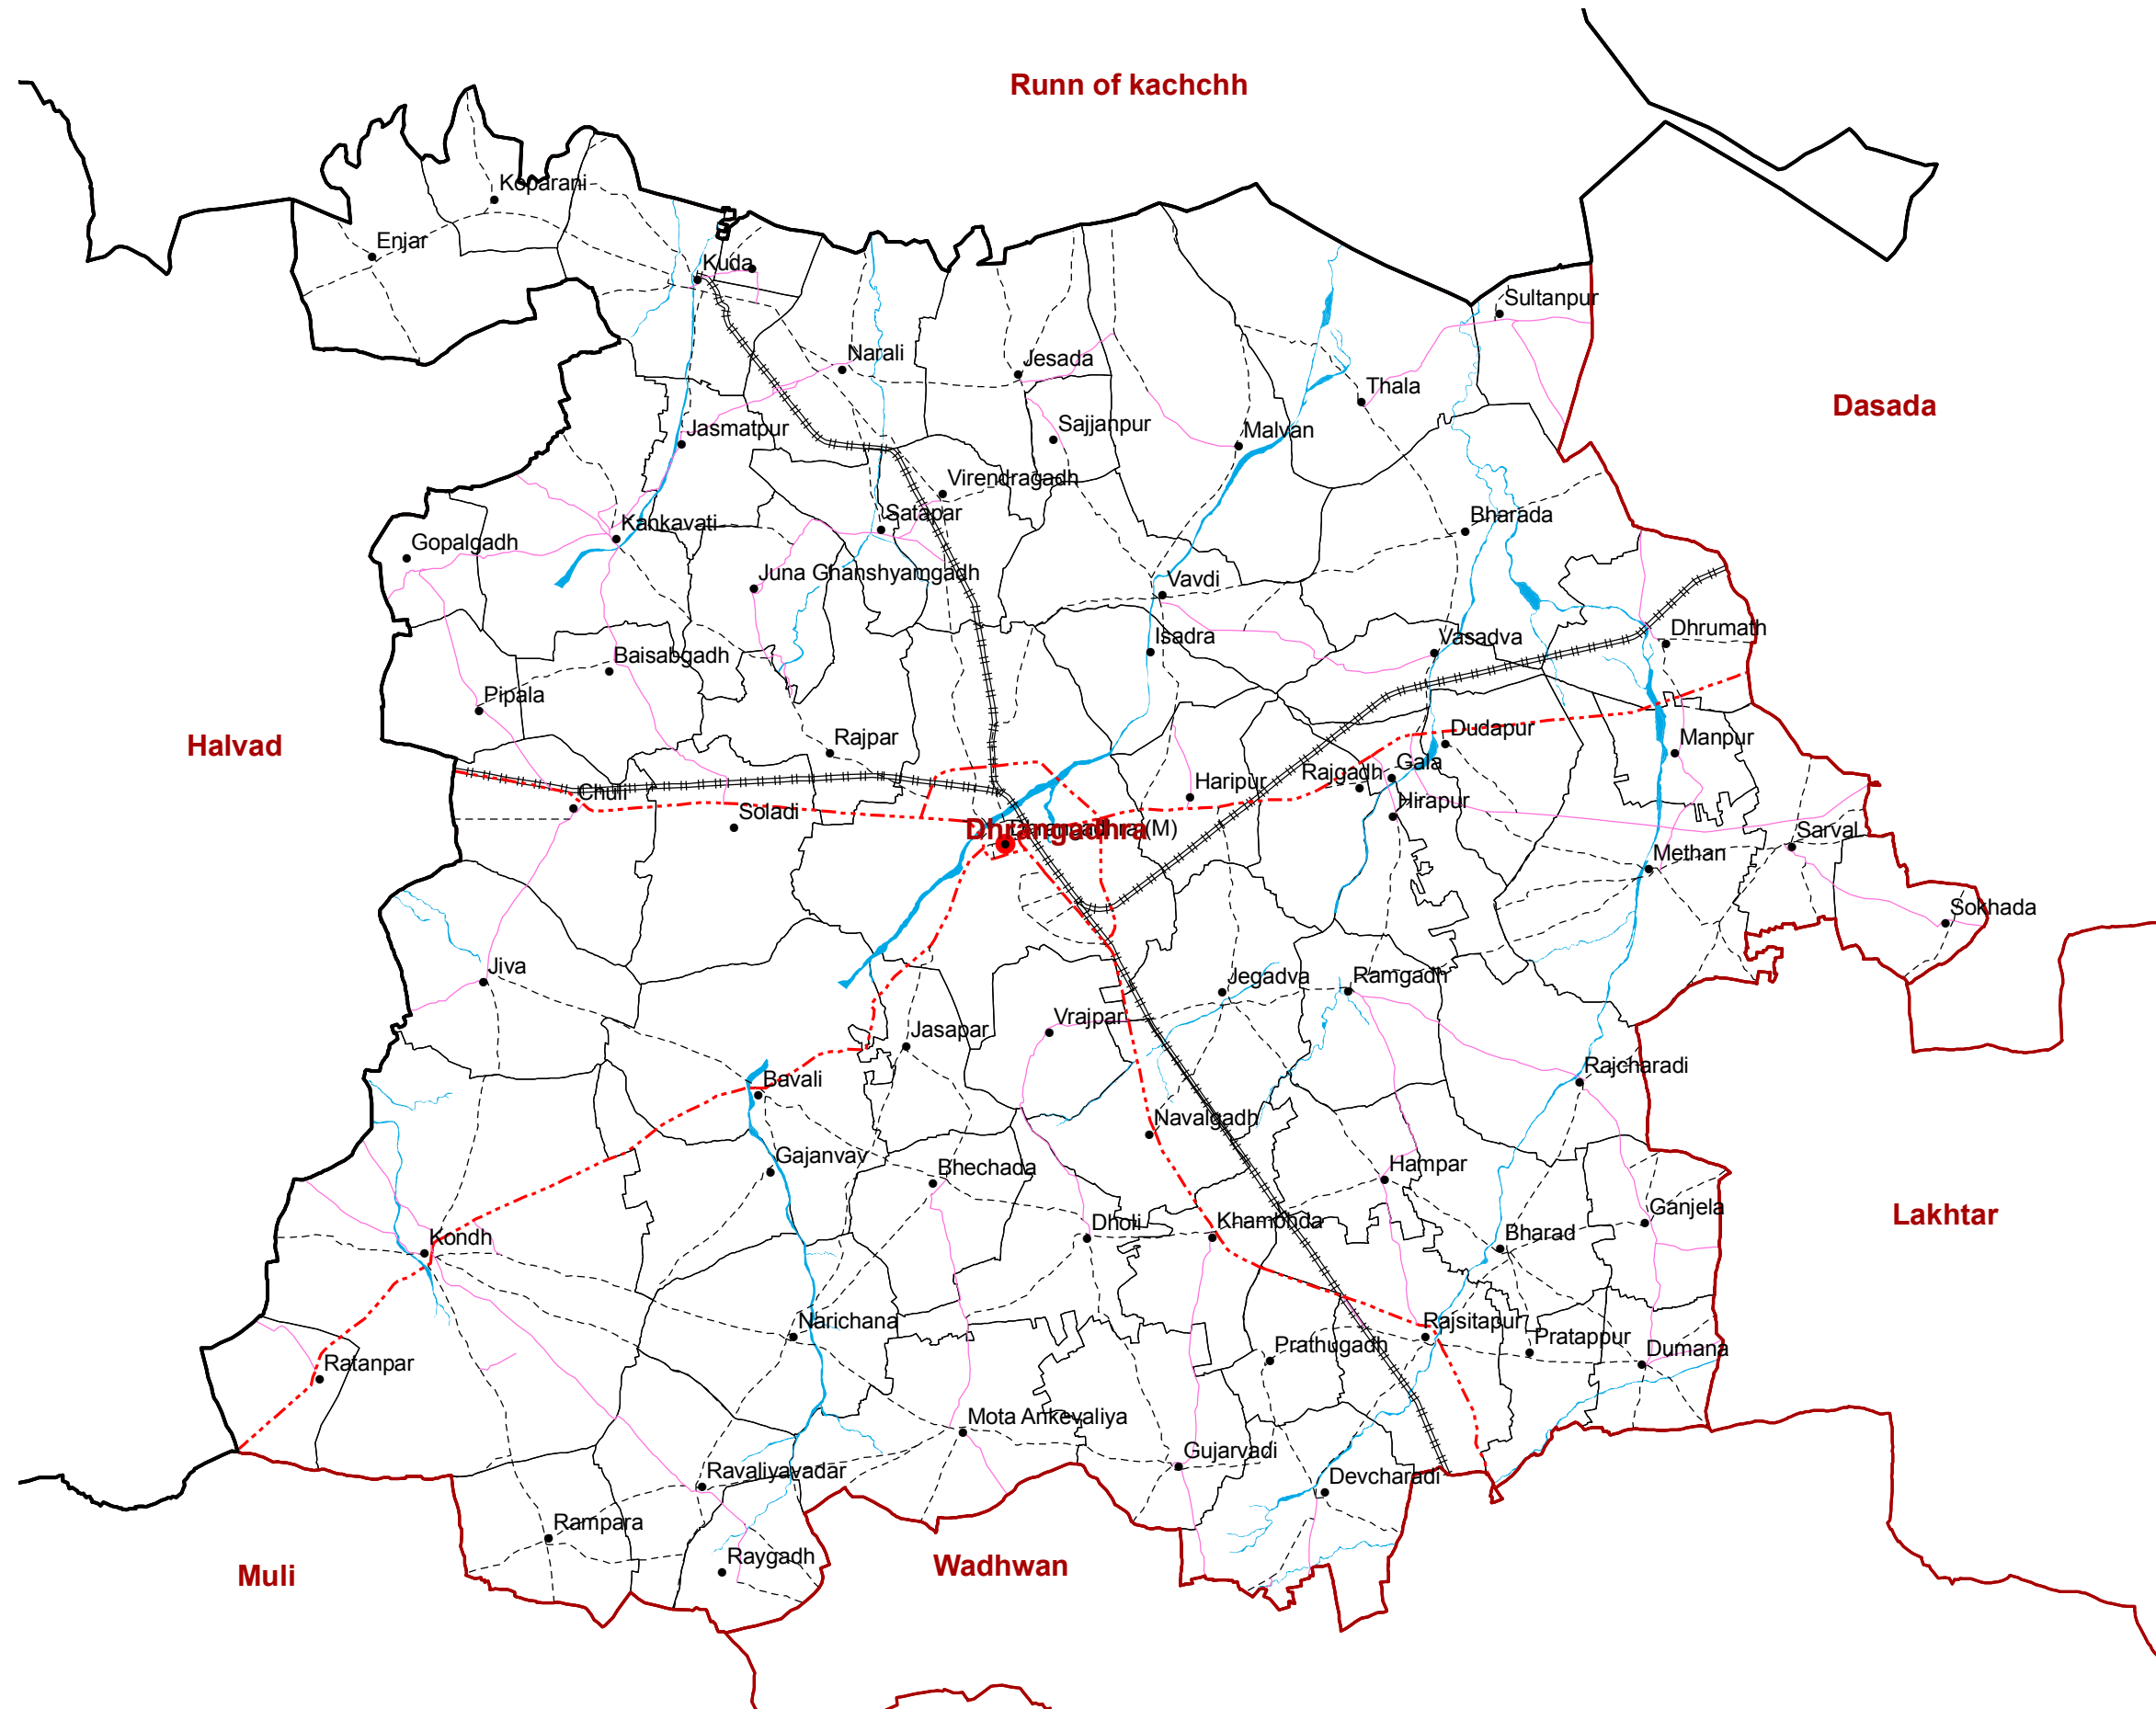 Runn of kachchh
Koparani
Enjar
Kuda
Sultanpur
Narali
Jesada
Thala
Dasada
Jasmatpur
Sajjanpur
Malvan
Virendragadh
Satapar
Kankavati
Bharada
Gopalgadh
Juna Ghanshyamgadh
Vavdi
Isadra
Vasadva
Dhrumath
Baisabgadh
Pipala
Halvad
Rajpar
Dudapur
Manpur
Haripur
Rajgadh
Gala
Chuli
Soladi
Hirapur
Dhrangadhra
Dhrangadhra (M)
Sarval
Methan
Sokhada
Jiva
Jegadva
Ramgadh
Jasapar
Vrajpar
Bavali
Rajcharadi
Navalgadh
Gajanvav
Bhechada
Hampar
Ganjela
Lakhtar
Kondh
Dholi
Khambhda
Bharad
Narichana
Rajsitapur
Prathugadh
Pratappur
Dumana
Ratanpar
Mota Ankevaliya
Gujarvadi
Ravaliyavadar
Devcharadi
Rampara
Raygadh
Muli
Wadhwan